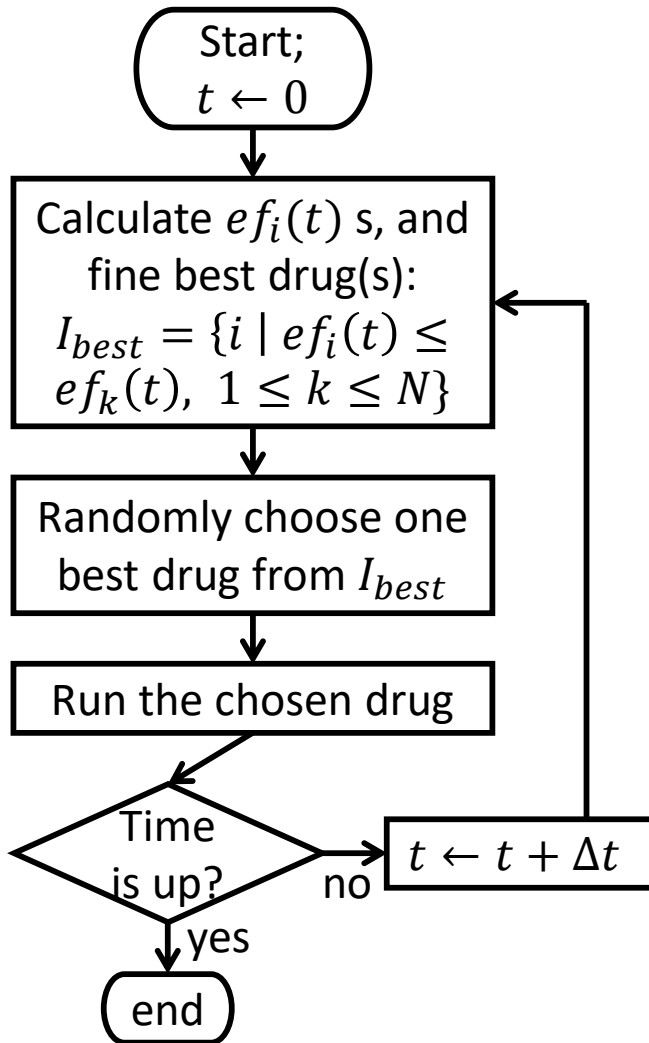 Start;
t ← 0
Calculate ef_i(t) s, and
fine best drug(s):
I_best = {i | ef_i(t) ≤
ef_k(t), 1 ≤ k ≤ N}
Randomly choose one
best drug from I_best
Run the chosen drug
Time
is up?
no
t ← t + Δt
yes
end